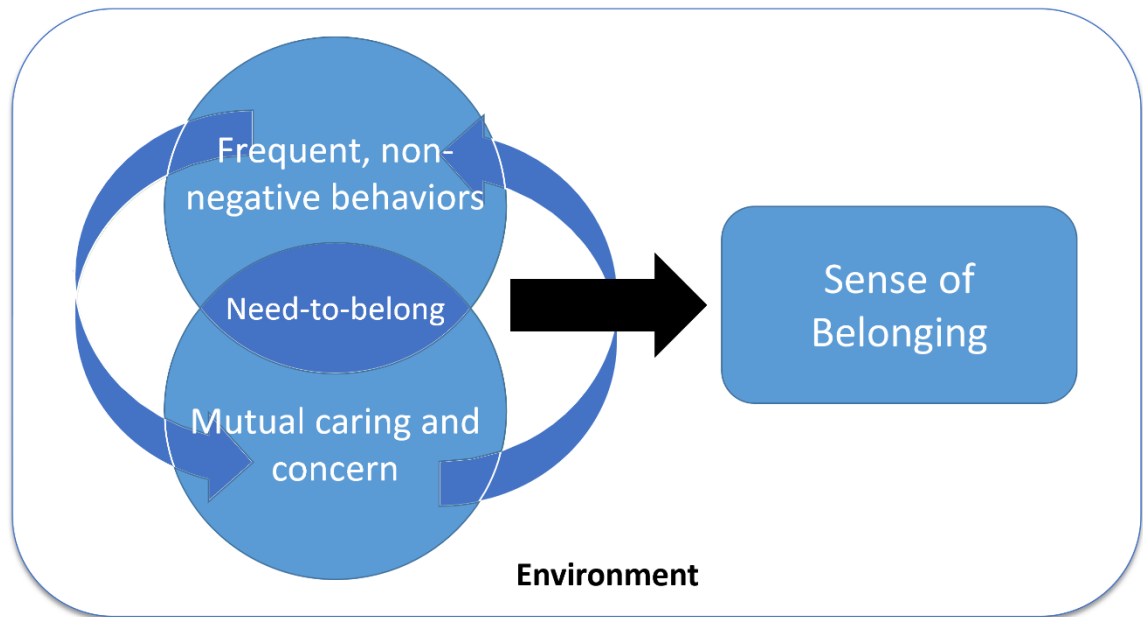 Frequent, non-
negative behaviors
Need-to-belong
Mutual caring and
concern
Sense of
Belonging
Environment